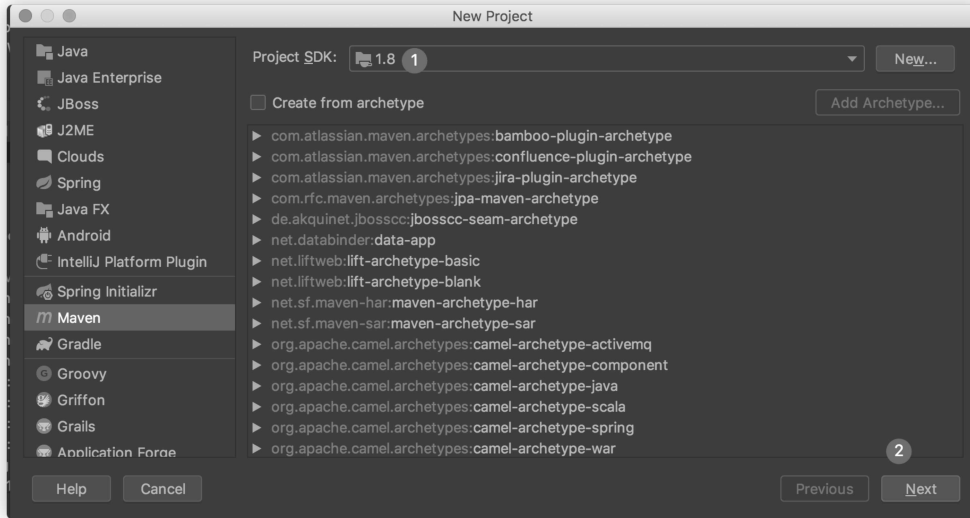 New Project
Java
Java Enterprise
JBoss
J2ME
Clouds
Spring
Java FX
Android
IntelliJ Platform Plugin
Spring Initializr
Maven
Gradle
Groovy
Griffon
Grails
Application Forge
Project SDK: 1.8 1 New...
Create from archetype Add Archetype...
com.atlassian.maven.archetypes:bamboo-plugin-archetype
com.atlassian.maven.archetypes:confluence-plugin-archetype
com.atlassian.maven.archetypes:jira-plugin-archetype
com.rfc.maven.archetypes:jpa-maven-archetype
de.akquinet.jbosscc:jbosscc-seam-archetype
net.databinder:data-app
net.liftweb:lift-archetype-basic
net.liftweb:lift-archetype-blank
net.sf.maven-har:maven-archetype-har
net.sf.maven-sar:maven-archetype-sar
org.apache.camel.archetypes:camel-archetype-activemq
org.apache.camel.archetypes:camel-archetype-component
org.apache.camel.archetypes:camel-archetype-java
org.apache.camel.archetypes:camel-archetype-scala
org.apache.camel.archetypes:camel-archetype-spring
org.apache.camel.archetypes:camel-archetype-war
2
Help Cancel Previous Next